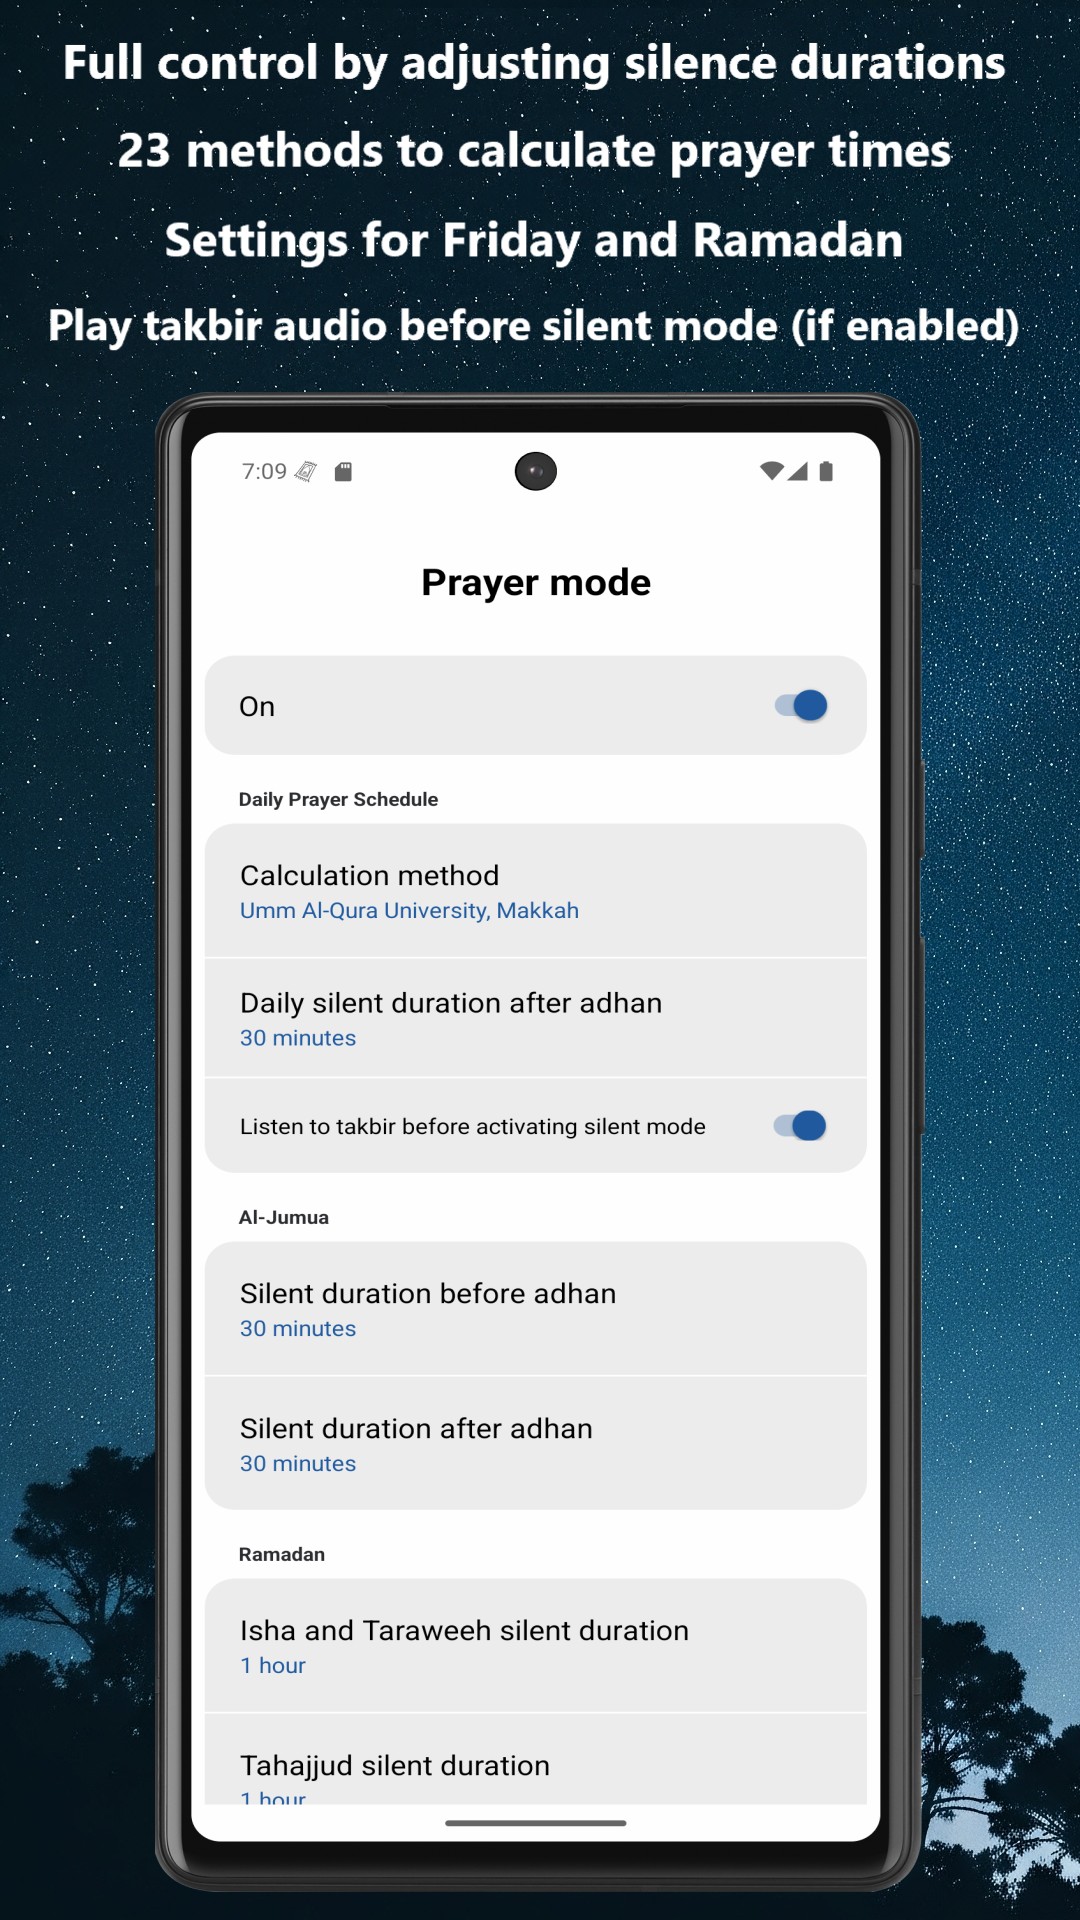 Full control by adjusting silence durations
23 methods to calculate prayer times
Settings for Friday and Ramadan
Play takbir audio before silent mode (if enabled)
7:09
Prayer mode
On
Daily Prayer Schedule
Calculation method
Umm Al-Qura University, Makkah
Daily silent duration after adhan
30 minutes
Listen to takbir before activating silent mode
Al-Jumua
Silent duration before adhan
30 minutes
Silent duration after adhan
30 minutes
Ramadan
Isha and Taraweeh silent duration
1 hour
Tahajjud silent duration
1 hour